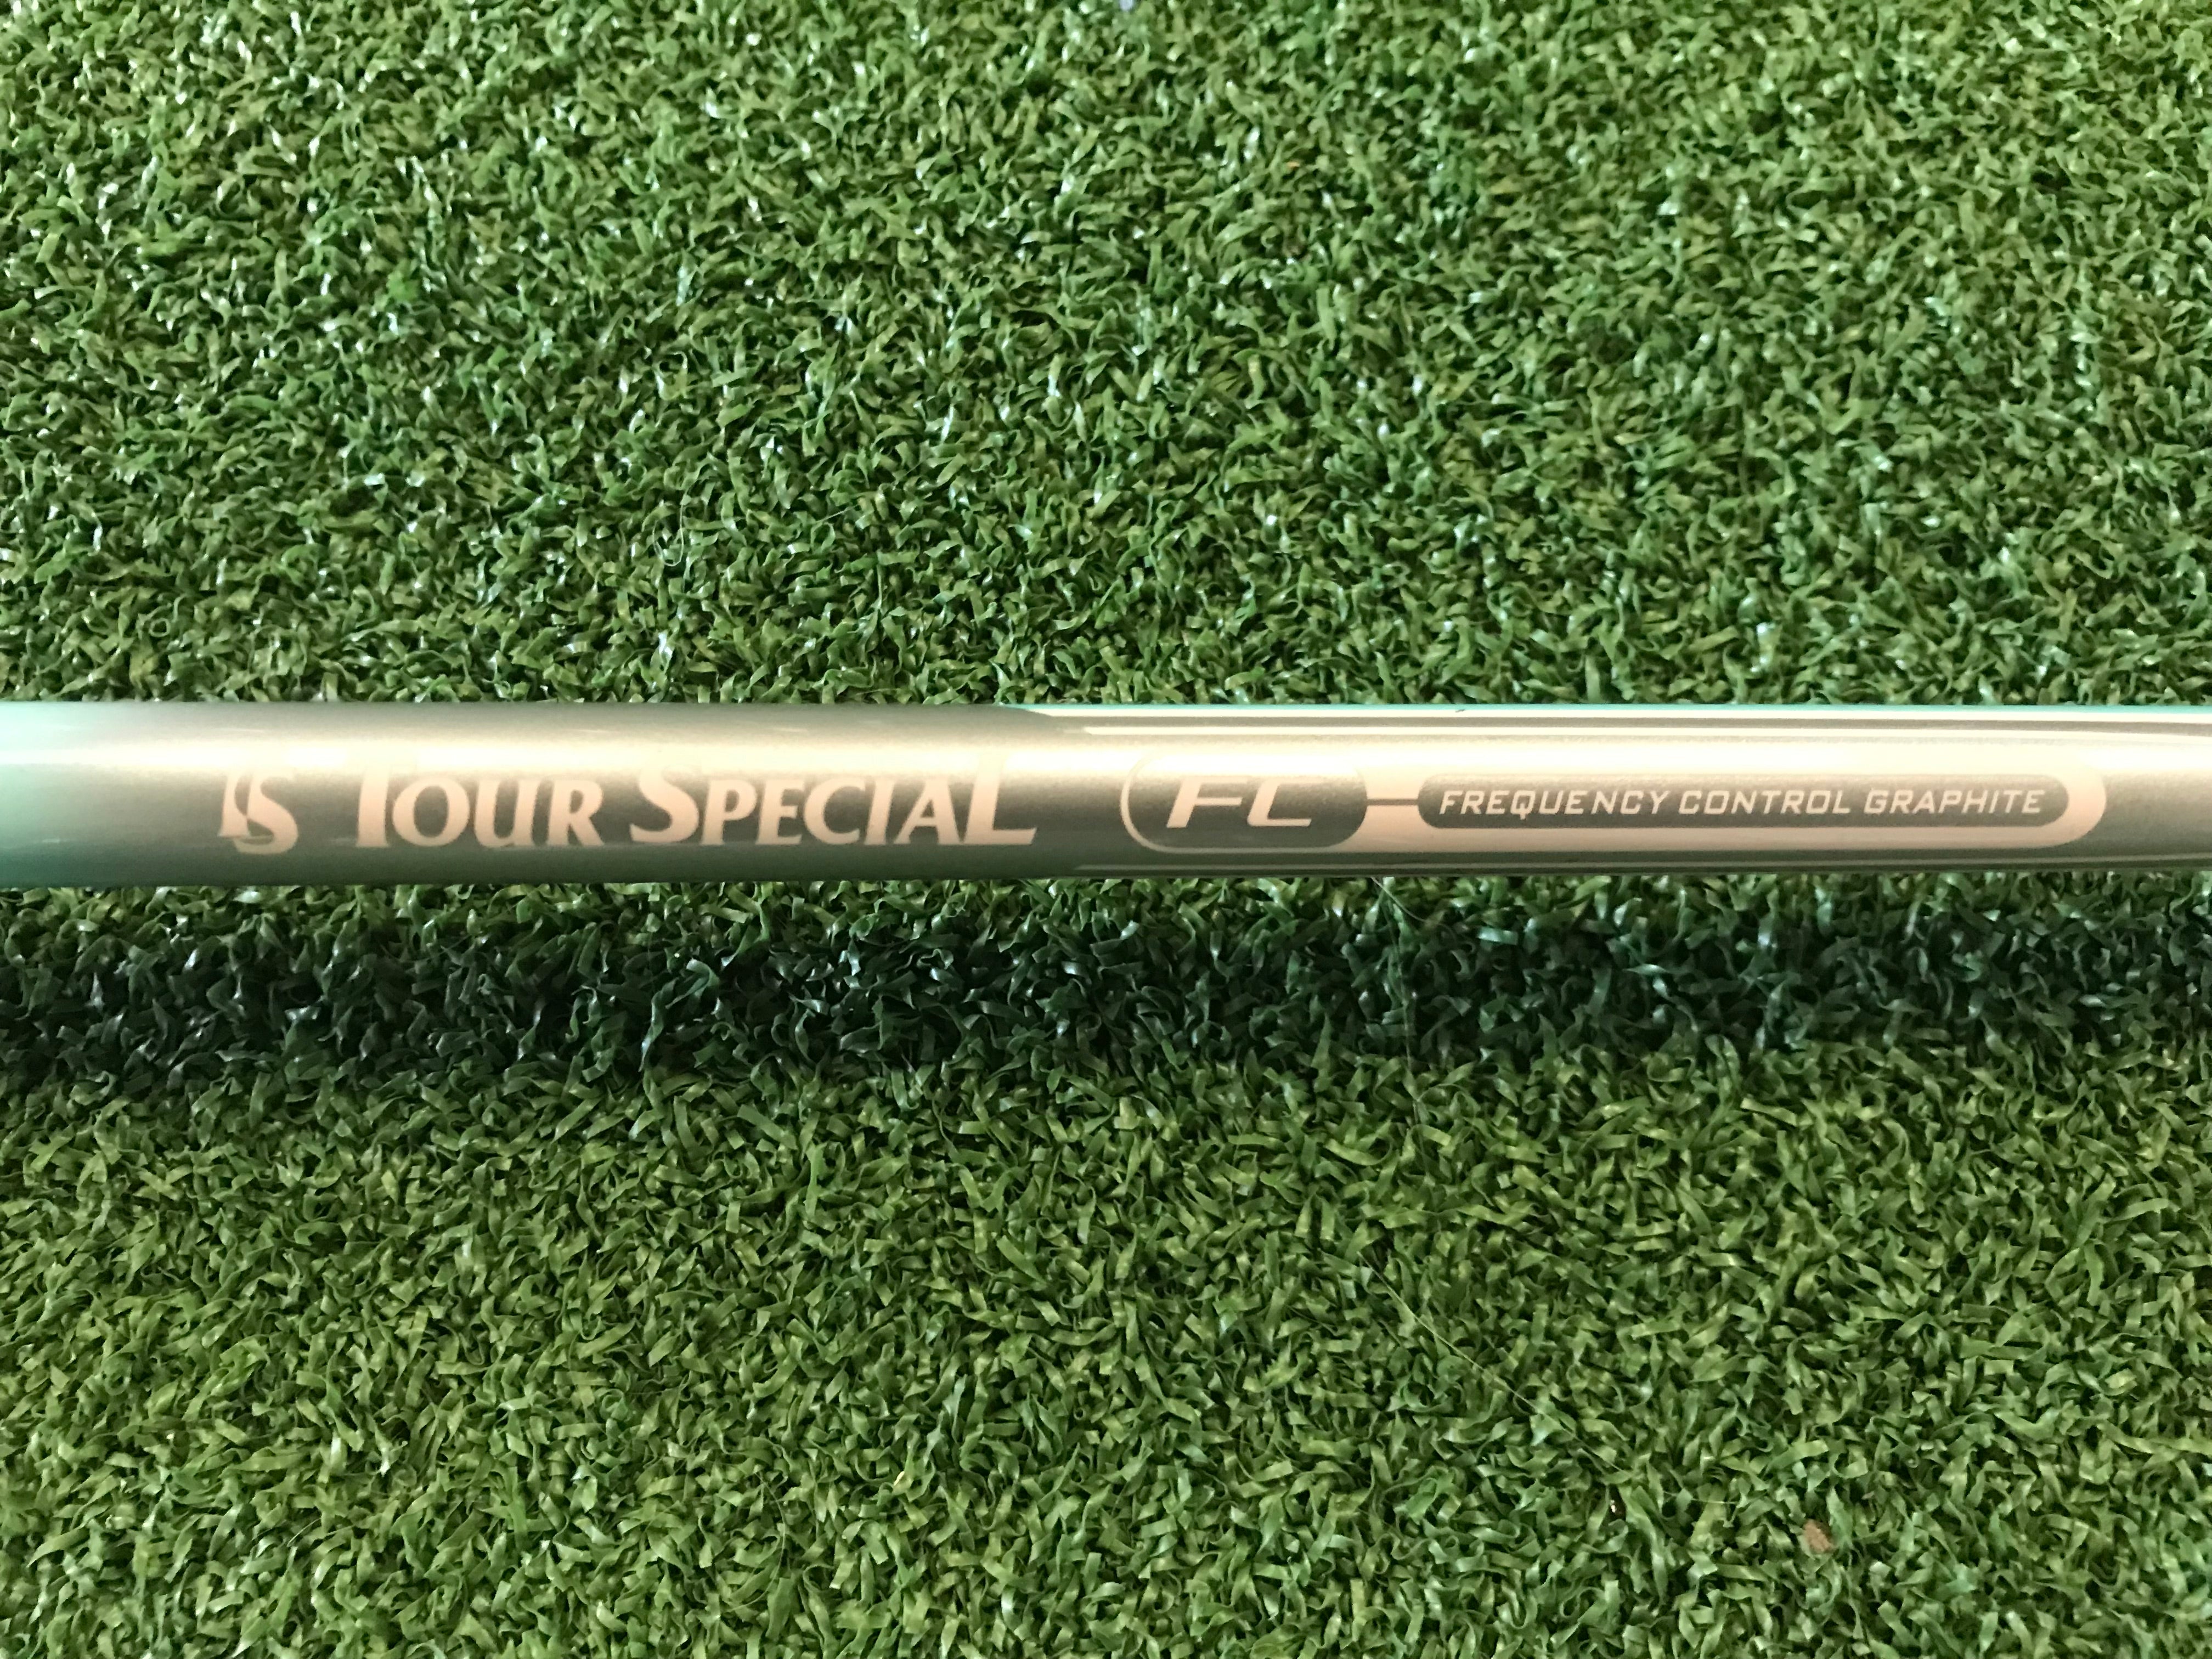 TS TOUR SPECIAL FC FREQUENCY CONTROL GRAPHITE